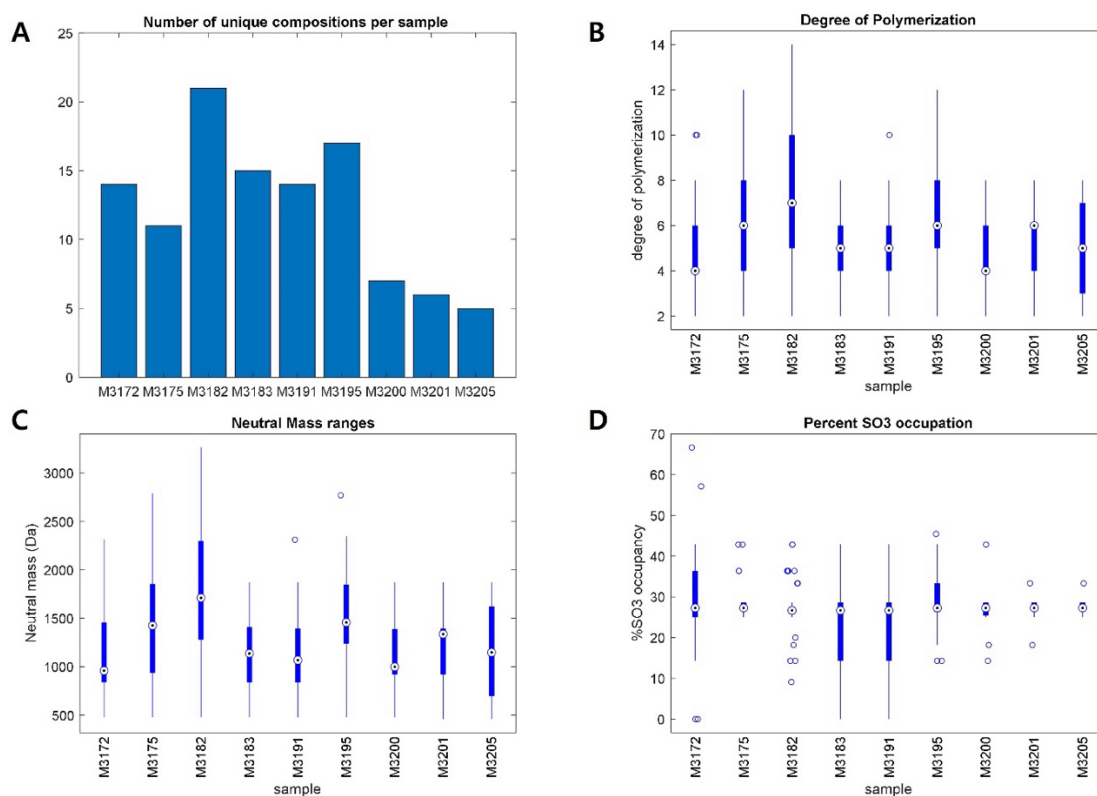 A
Number of unique compositions per sample
25
20
15
10
5
0
M3172 M3175 M3182 M3183 M3191 M3195 M3200 M3201 M3205
B
Degree of Polymerization
degree of polymerization
14
12
10
8
6
4
2
M3172 M3175 M3182 M3183 M3191 M3195 M3200 M3201 M3205
sample
C
Neutral Mass ranges
Neutral mass (Da)
3000
2500
2000
1500
1000
500
M3172 M3175 M3182 M3183 M3191 M3195 M3200 M3201 M3205
sample
D
Percent SO3 occupation
%SO3 occupancy
70
60
50
40
30
20
10
0
M3172 M3175 M3182 M3183 M3191 M3195 M3200 M3201 M3205
sample